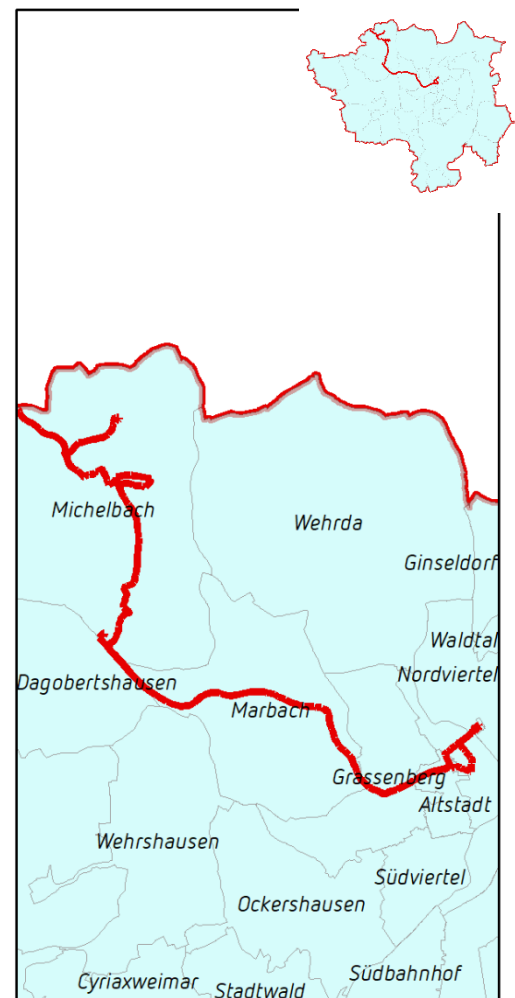 Michelbach
Wehrda
Ginseldorf
Waldtal
Nordviertel
Dagobertshausen
Marbach
Grassenberg
Altstadt
Wehrshausen
Südviertel
Ockershausen
Südbahnhof
Cyriaxweimar
Stadtwald